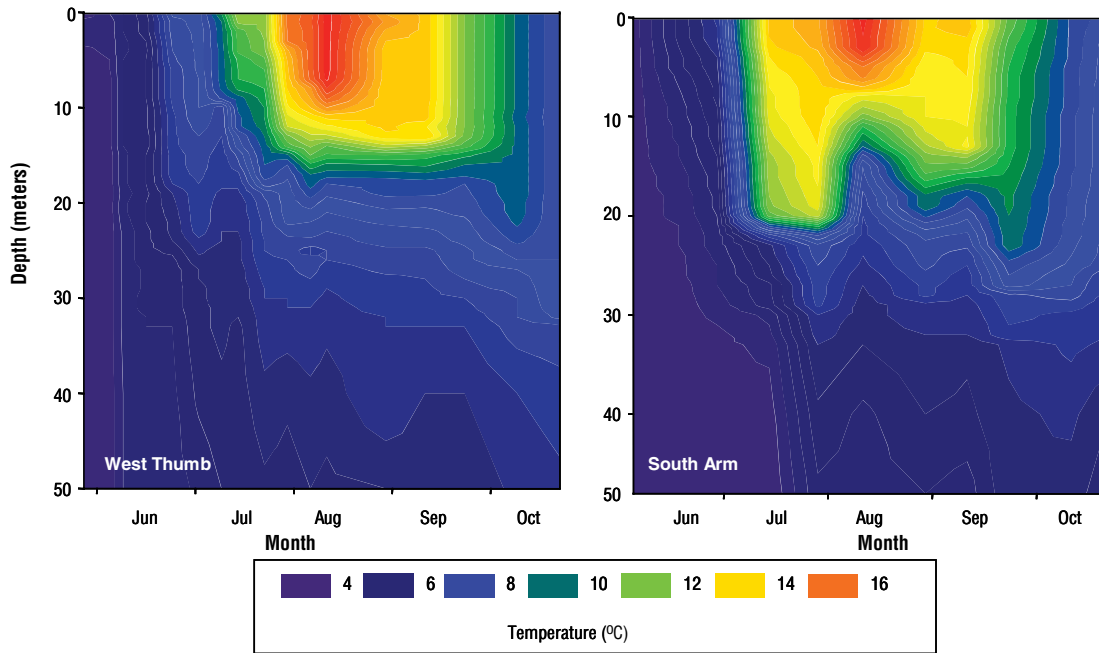 0
10
20
30
40
50
Depth (meters)
West Thumb
Jun Jul Aug Sep Oct
Month
0
10
20
30
40
50
South Arm
Jun Jul Aug Sep Oct
Month
4 6 8 10 12 14 16
Temperature (ºC)